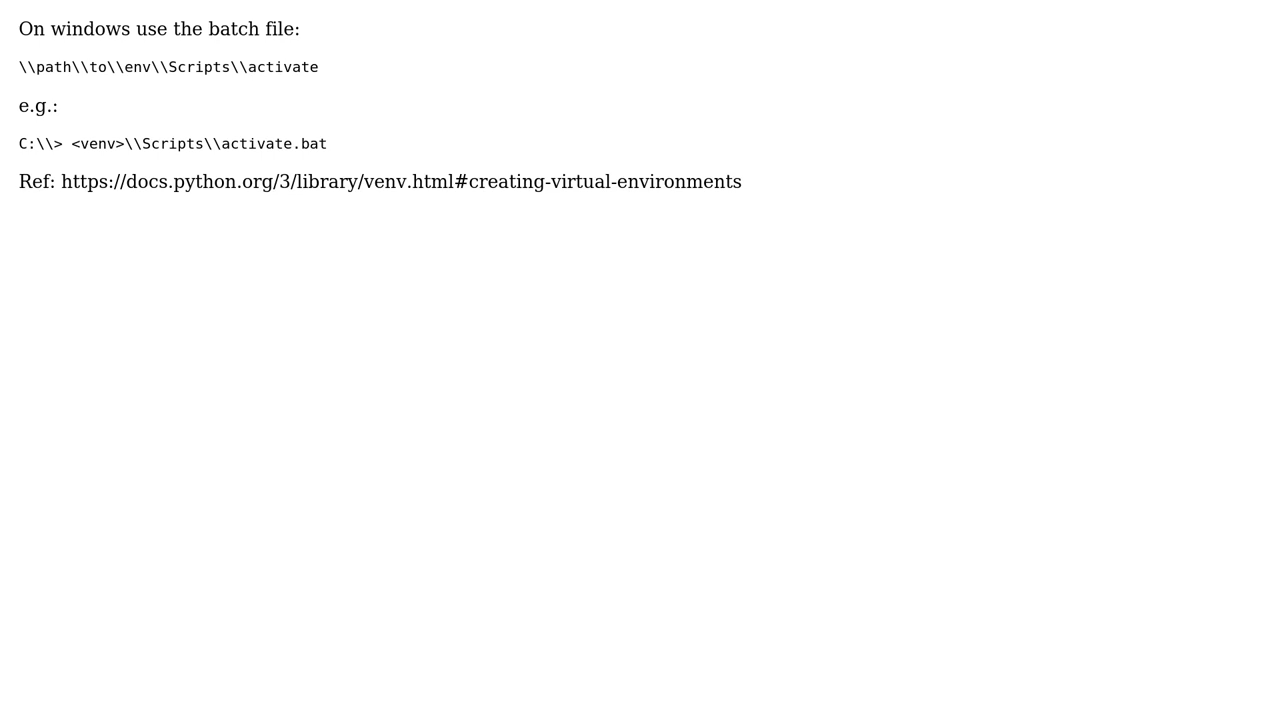 On windows use the batch file:
\\path\\to\\env\\Scripts\\activate
e.g.:
C:\\> <venv>\\Scripts\\activate.bat
Ref: https://docs.python.org/3/library/venv.html#creating-virtual-environments